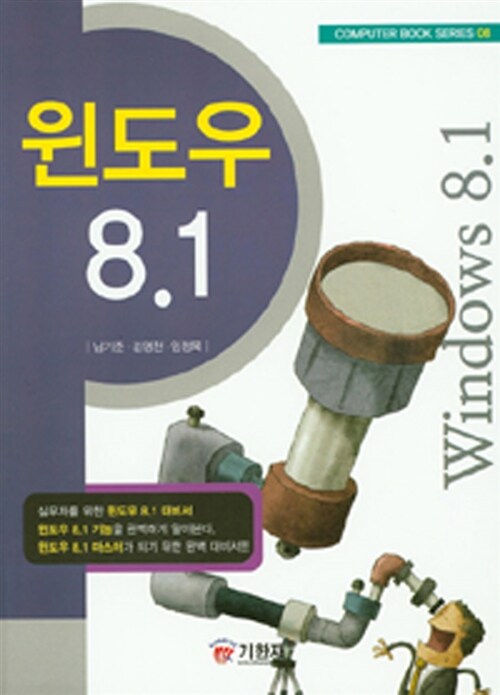 COMPUTER BOOK SERIES 08
윈도우
8.1
Windows 8.1
실무자를 위한 윈도우 8.1 대비서
윈도우 8.1 기능을 완벽하게 알아본다.
윈도우 8.1 마스터가 되기 위한 완벽 대비서른
기한재